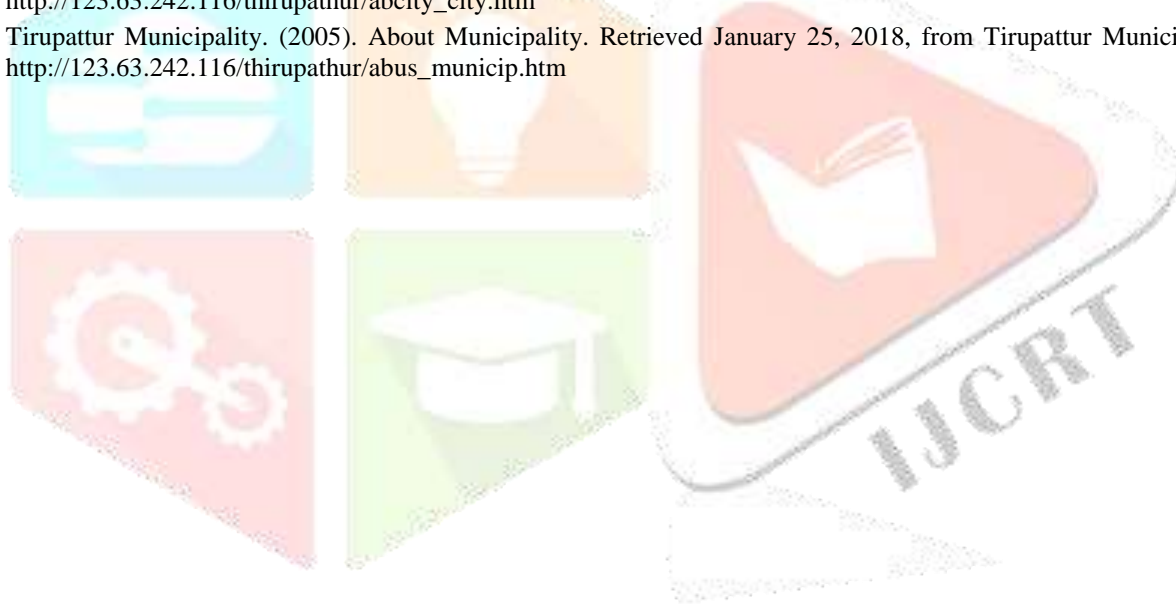 http://123.63.242.116/thirupathur/abcity_city.htm
Tirupattur Municipality. (2005). About Municipality. Retrieved January 25, 2018, from Tirupattur Munici
http://123.63.242.116/thirupathur/abus_municip.htm
IJCRT